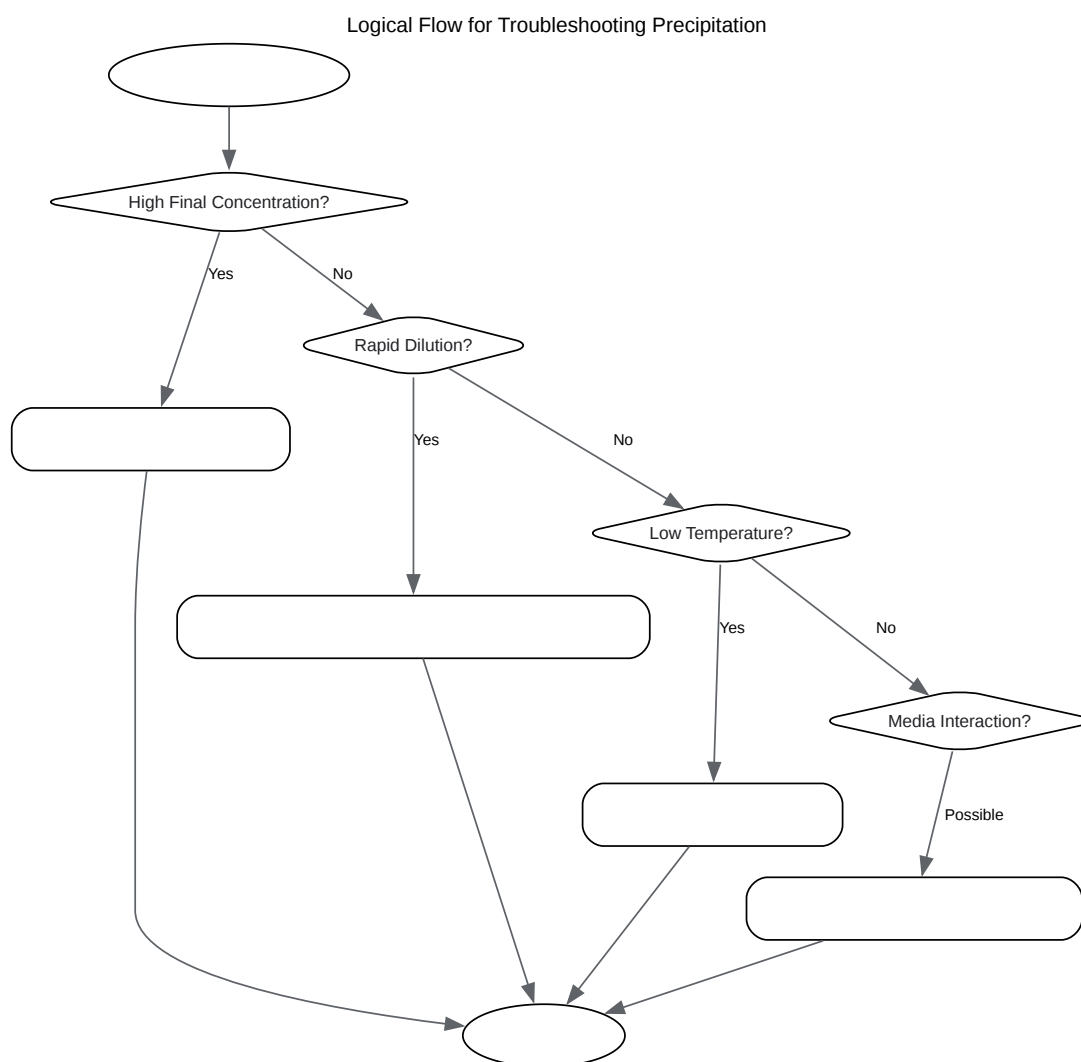 Logical Flow for Troubleshooting Precipitation
High Final Concentration?
Yes
No
Rapid Dilution?
Yes
No
Low Temperature?
Yes
No
Media Interaction?
Possible